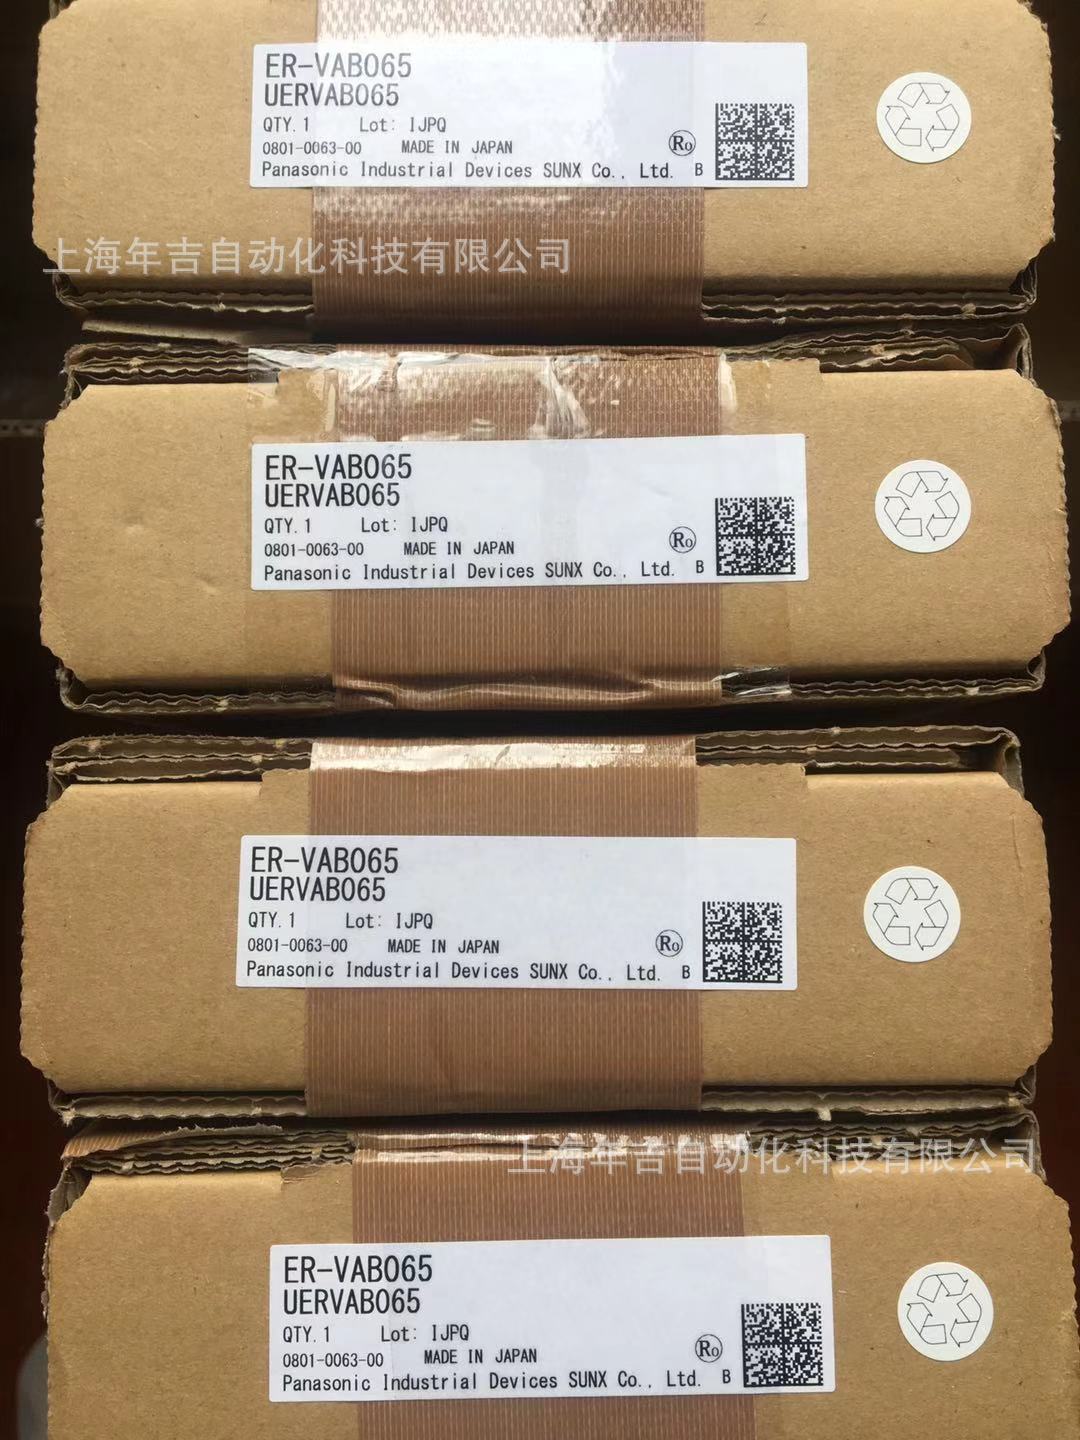 ER-VAB065
UERVAB065
QTY.1 Lot: IJPQ
0801-0063-00 MADE IN JAPAN
Ro
Panasonic Industrial Devices SUNX Co., Ltd. B
上海年吉自动化科技有限公司
ER-VAB065
UERVAB065
QTY.1 Lot: IJPQ
0801-0063-00 MADE IN JAPAN
Ro
Panasonic Industrial Devices SUNX Co., Ltd. B
ER-VAB065
UERVAB065
QTY.1 Lot: IJPQ
0801-0063-00 MADE IN JAPAN
Ro
Panasonic Industrial Devices SUNX Co., Ltd. B
上海年吉自动化科技有限公司
ER-VAB065
UERVAB065
QTY.1 Lot: IJPQ
0801-0063-00 MADE IN JAPAN
Ro
Panasonic Industrial Devices SUNX Co., Ltd. B